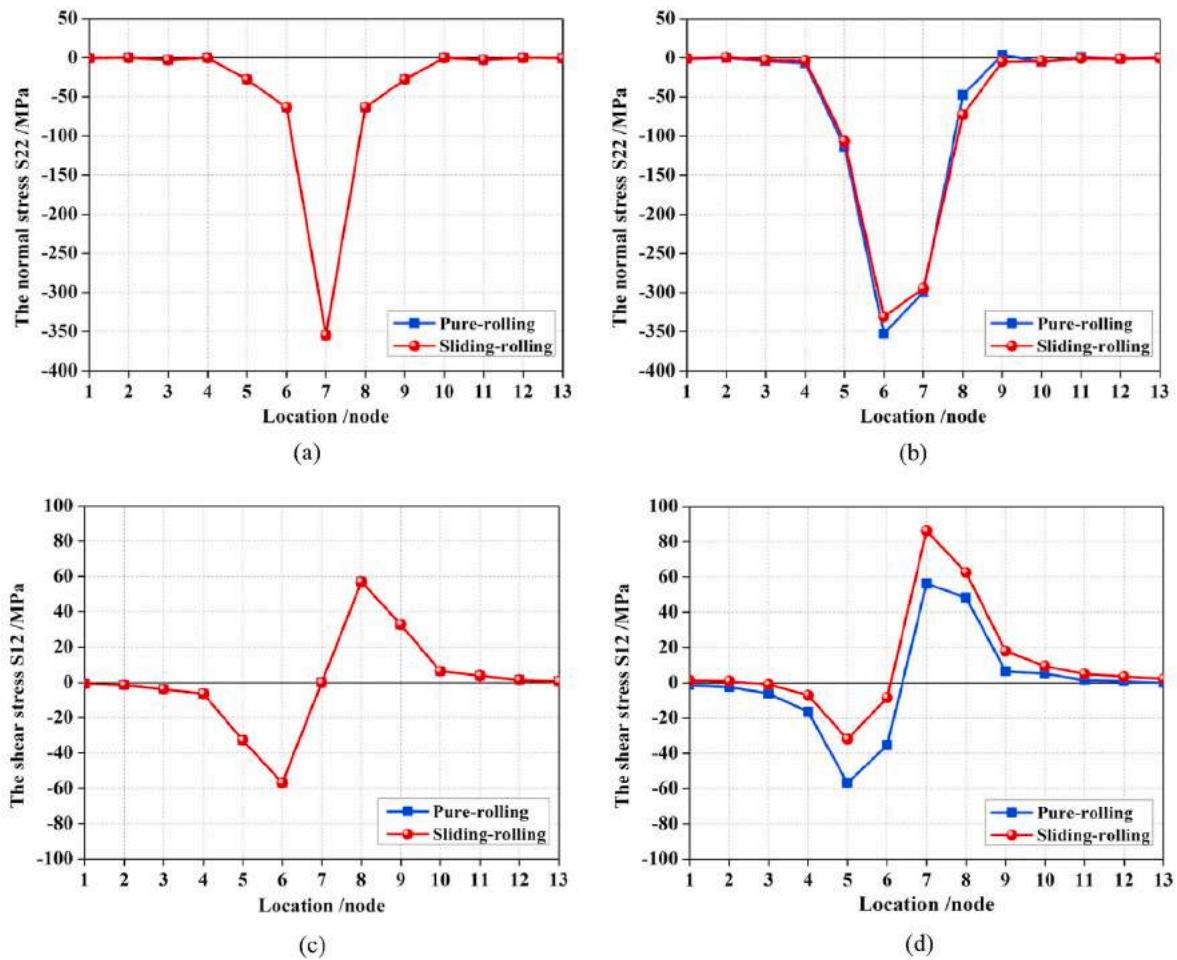 50
0
-50
-100
-150
-200
-250
-300
-350
-400
The normal stress S22 /MPa
Pure-rolling
Sliding-rolling
1 2 3 4 5 6 7 8 9 10 11 12 13
Location /node
(a)
50
0
-50
-100
-150
-200
-250
-300
-350
-400
The normal stress S22 /MPa
Pure-rolling
Sliding-rolling
1 2 3 4 5 6 7 8 9 10 11 12 13
Location /node
(b)
100
80
60
40
20
0
-20
-40
-60
-80
-100
The shear stress S12 /MPa
Pure-rolling
Sliding-rolling
1 2 3 4 5 6 7 8 9 10 11 12 13
Location /node
(c)
100
80
60
40
20
0
-20
-40
-60
-80
-100
The shear stress S12 /MPa
Pure-rolling
Sliding-rolling
1 2 3 4 5 6 7 8 9 10 11 12 13
Location /node
(d)